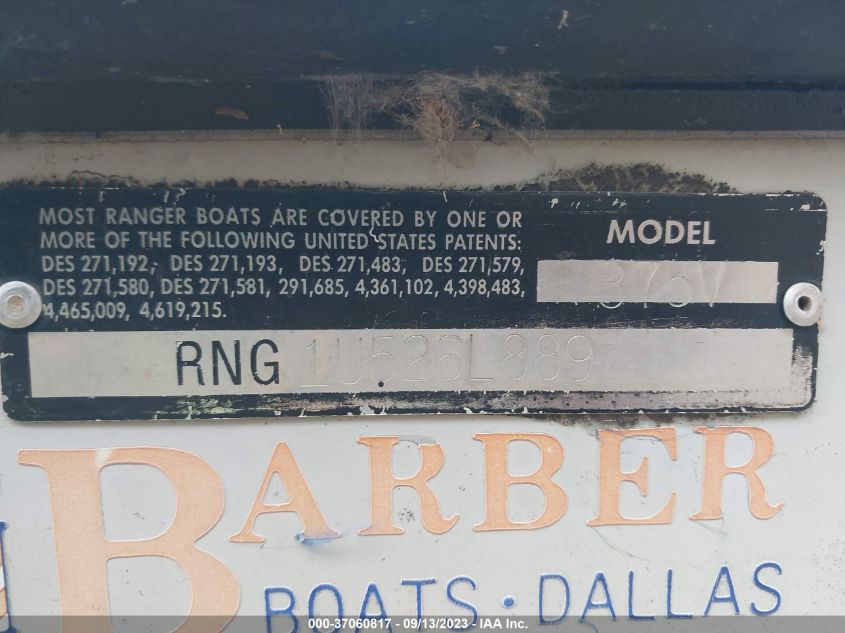 MOST RANGER BOATS ARE COVERED BY ONE OR
MORE OF THE FOLLOWING UNITED STATES PATENTS:
DES 271,192, DES 271,193, DES 271,483, DES 271,579,
DES 271,580, DES 271,581, 291,685, 4,361,102, 4,398,483,
4,465,009, 4,619,215.
MODEL
375V
RNG 1U526L889
BARBER
BOATS · DALLAS
000-37060817 - 09/13/2023 - IAA Inc.